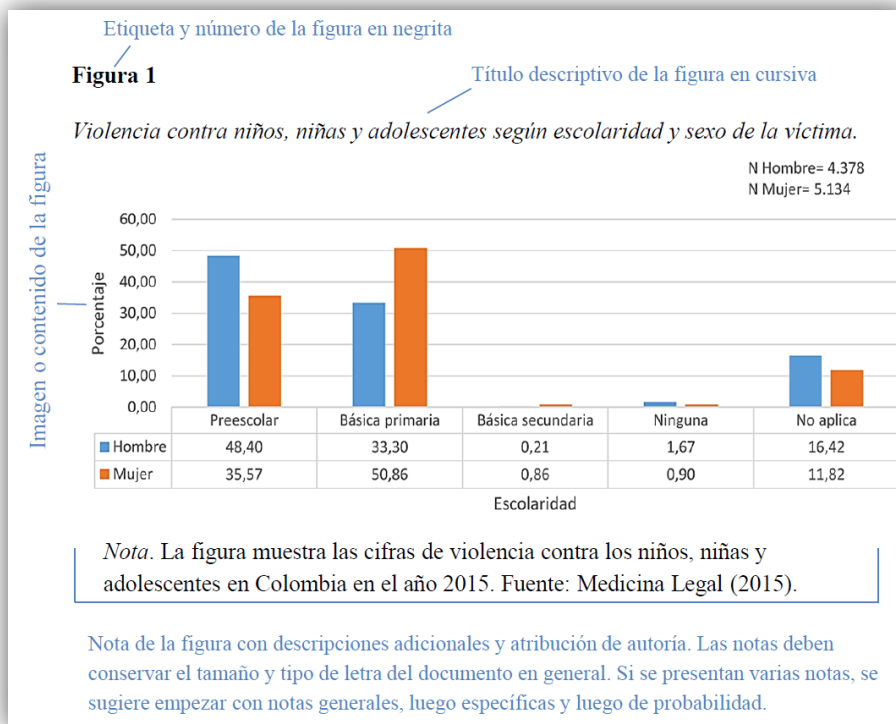 Etiqueta y número de la figura en negrita
Figura 1
Título descriptivo de la figura en cursiva
Violencia contra niños, niñas y adolescentes según escolaridad y sexo de la víctima.
Imagen o contenido de la figura
N Hombre= 4.378
N Mujer= 5.134
Porcentaje
60,00
50,00
40,00
30,00
20,00
10,00
0,00
Preescolar Básica primaria Básica secundaria Ninguna No aplica
Hombre 48,40 33,30 0,21 1,67 16,42
Mujer 35,57 50,86 0,86 0,90 11,82
Escolaridad
Nota. La figura muestra las cifras de violencia contra los niños, niñas y
adolescentes en Colombia en el año 2015. Fuente: Medicina Legal (2015).
Nota de la figura con descripciones adicionales y atribución de autoría. Las notas deben
conservar el tamaño y tipo de letra del documento en general. Si se presentan varias notas, se
sugiere empezar con notas generales, luego específicas y luego de probabilidad.